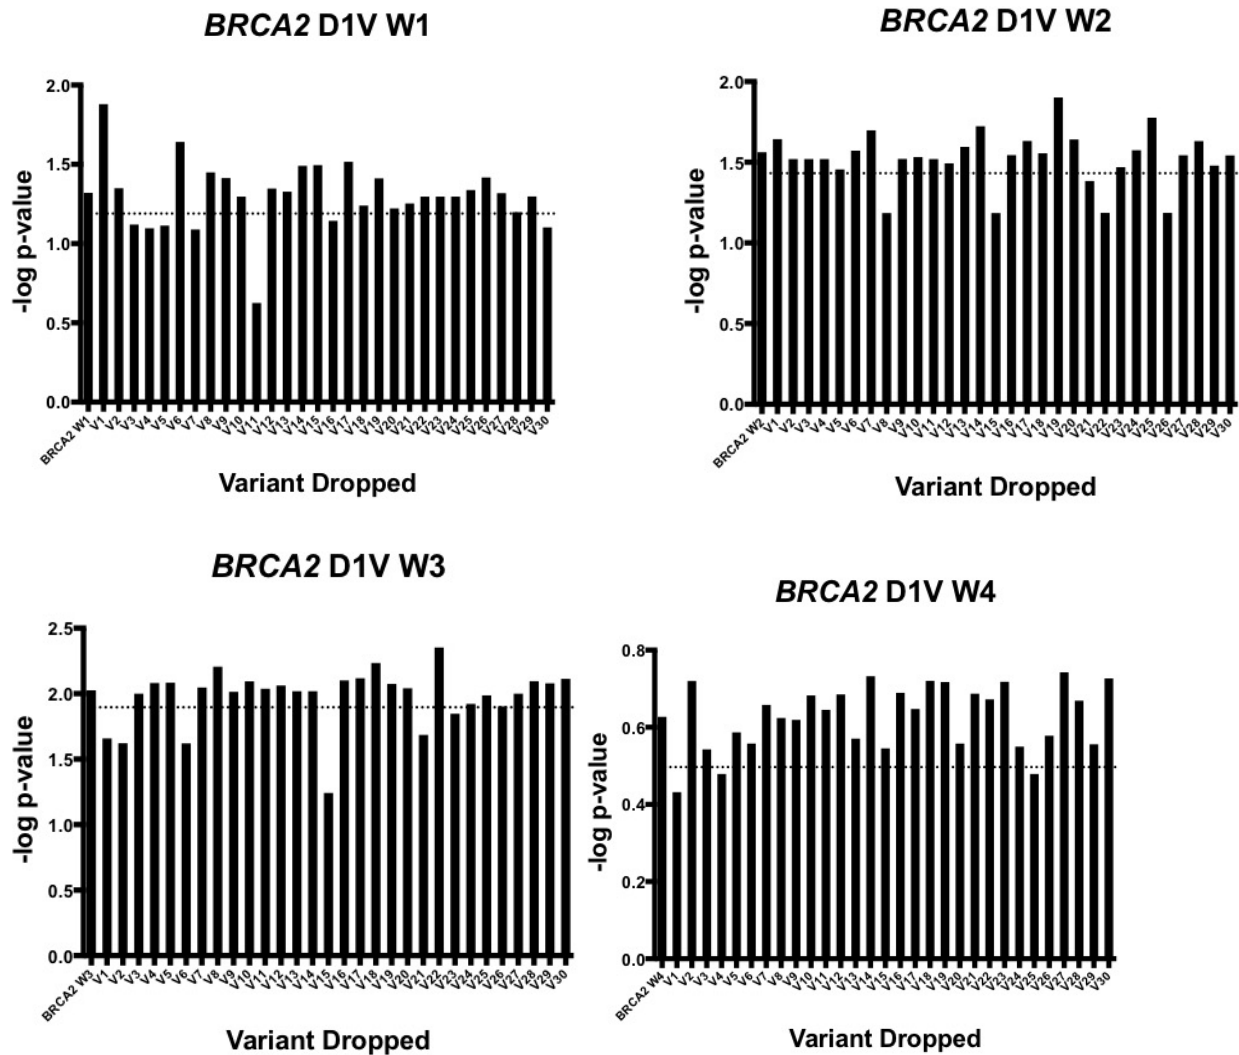 BRCA2 D1V W1
2.0
1.5
1.0
0.5
0.0
-log p-value
BRCA2 W1 V1 V2 V3 V4 V5 V6 V7 V8 V9 V10 V11 V12 V13 V14 V15 V16 V17 V18 V19 V20 V21 V22 V23 V24 V25 V26 V27 V28 V29 V30
Variant Dropped
BRCA2 D1V W2
2.0
1.5
1.0
0.5
0.0
-log p-value
BRCA2 W2 V1 V2 V3 V4 V5 V6 V7 V8 V9 V10 V11 V12 V13 V14 V15 V16 V17 V18 V19 V20 V21 V22 V23 V24 V25 V26 V27 V28 V29 V30
Variant Dropped
BRCA2 D1V W3
2.5
2.0
1.5
1.0
0.5
0.0
-log p-value
BRCA2 W3 V1 V2 V3 V4 V5 V6 V7 V8 V9 V10 V11 V12 V13 V14 V15 V16 V17 V18 V19 V20 V21 V22 V23 V24 V25 V26 V27 V28 V29 V30
Variant Dropped
BRCA2 D1V W4
0.8
0.6
0.4
0.2
0.0
-log p-value
BRCA2 W4 V1 V2 V3 V4 V5 V6 V7 V8 V9 V10 V11 V12 V13 V14 V15 V16 V17 V18 V19 V20 V21 V22 V23 V24 V25 V26 V27 V28 V29 V30
Variant Dropped